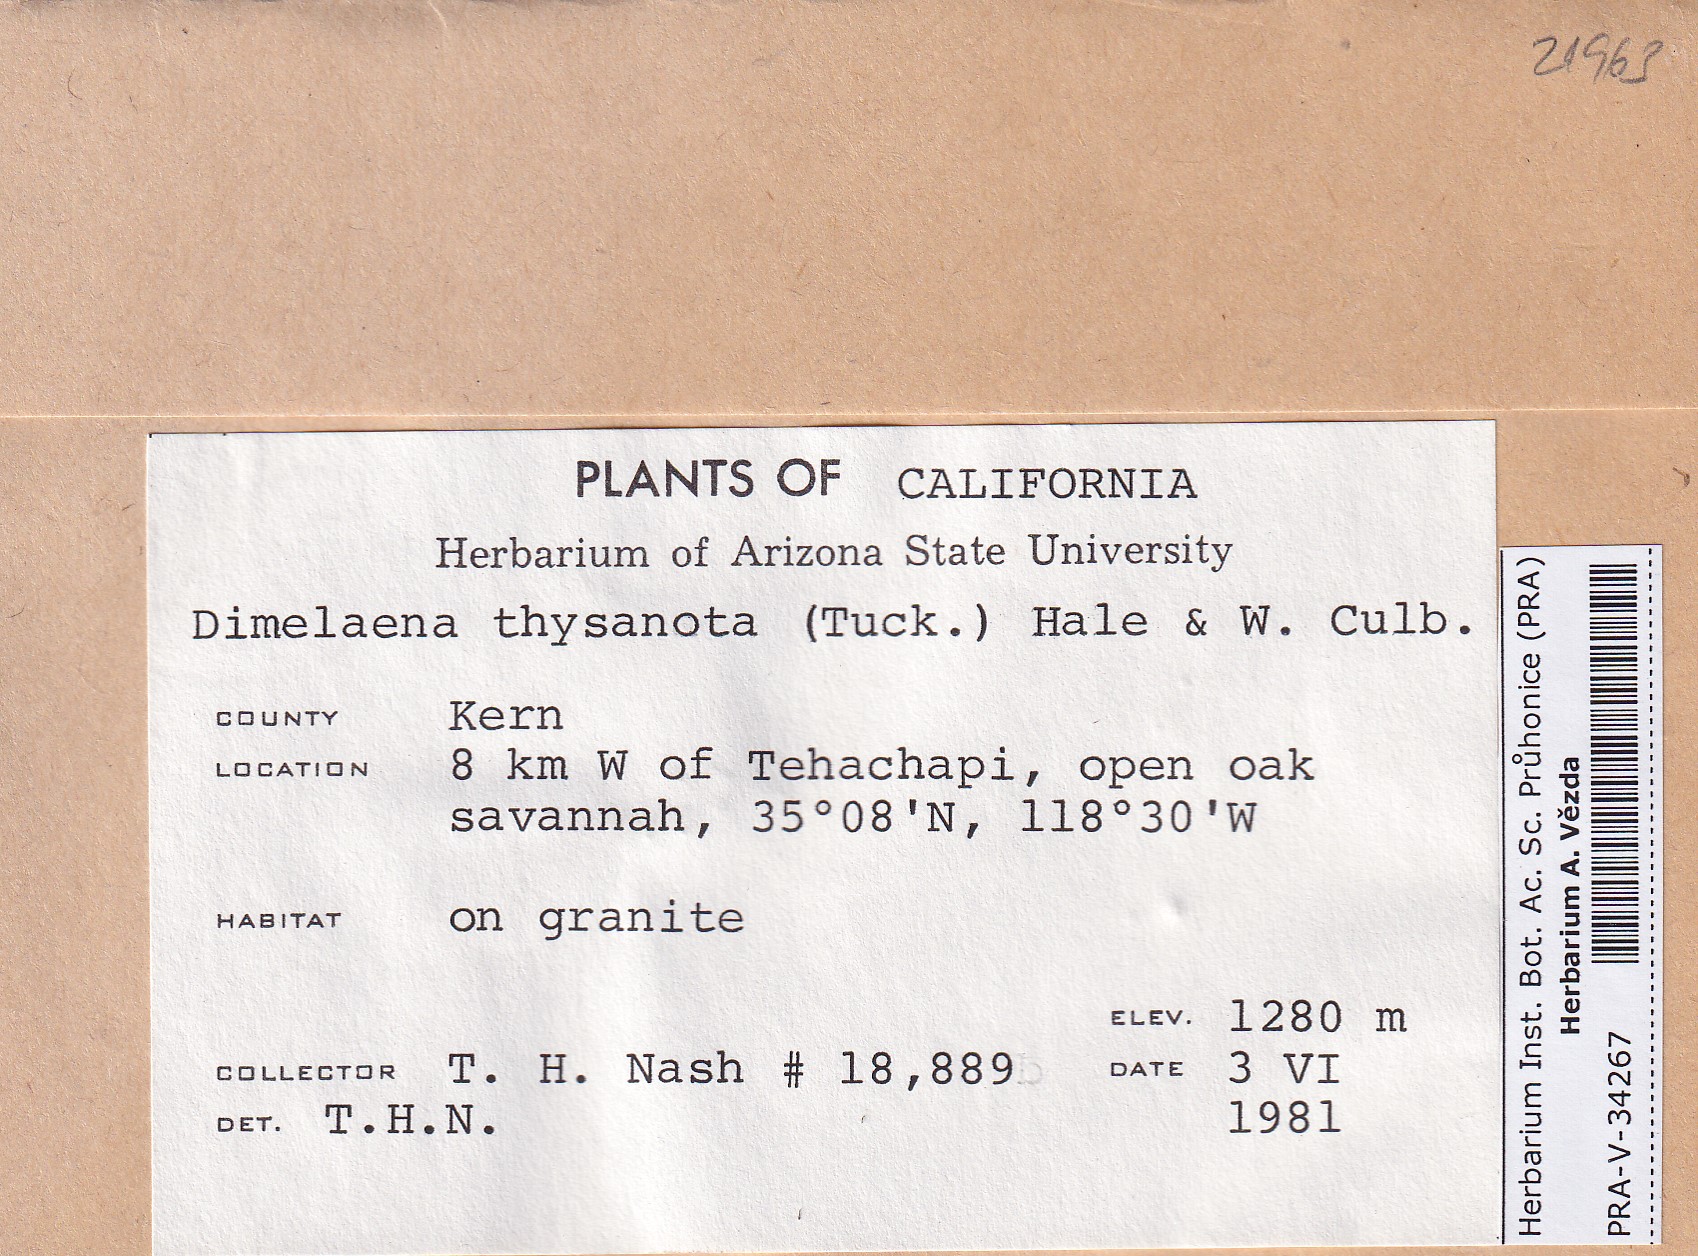 21963
PLANTS OF CALIFORNIA
Herbarium of Arizona State University
Dimelaena thysanota (Tuck.) Hale & W. Culb.
COUNTY Kern
LOCATION 8 km W of Tehachapi, open oak
savannah, 35°08'N, 118°30'W
HABITAT on granite
ELEV. 1280 m
COLLECTOR T. H. Nash # 18,889 DATE 3 VI
DET. T.H.N. 1981
Herbarium Inst. Bot. Ac. Sc. Průhonice (PRA)
Herbarium A. Vězda
PRA-V-34267